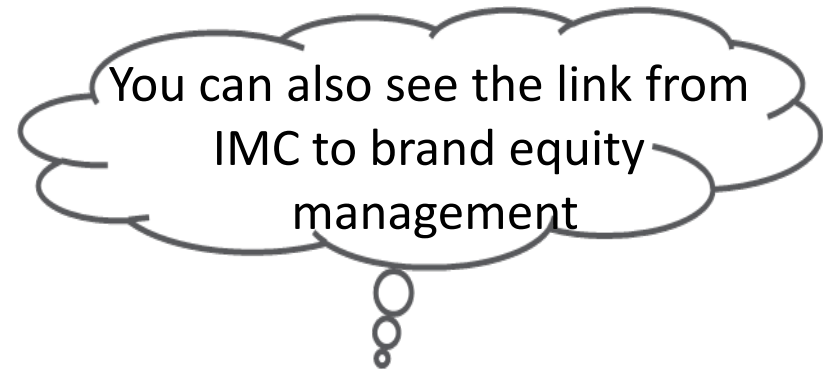 You can also see the link from
IMC to brand equity
management